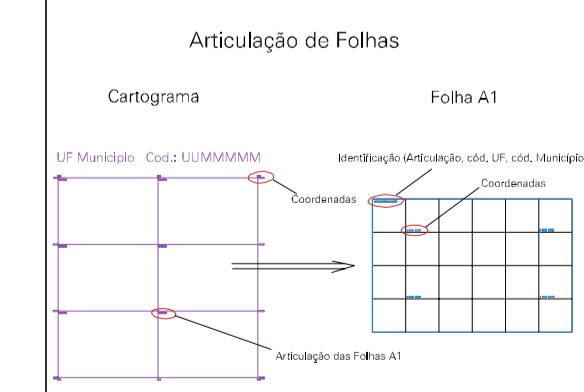 Articulação de Folhas
Cartograma
Folha A1
UF Municipio Cod.: UUMMMMM
Identificação (Articulação, cód. UF, cód. Município
Coordenadas
Coordenadas
Articulação das Folhas A1